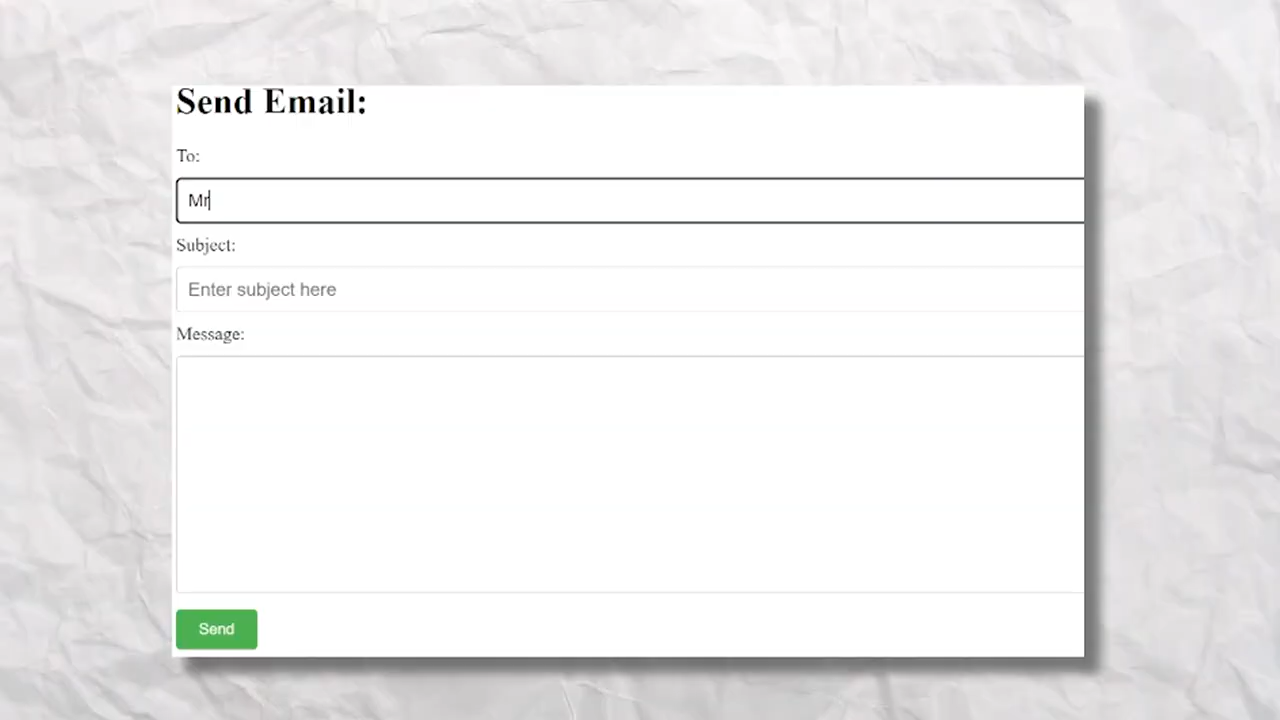 Send Email:
To:
Mr
Subject:
Enter subject here
Message:
Send